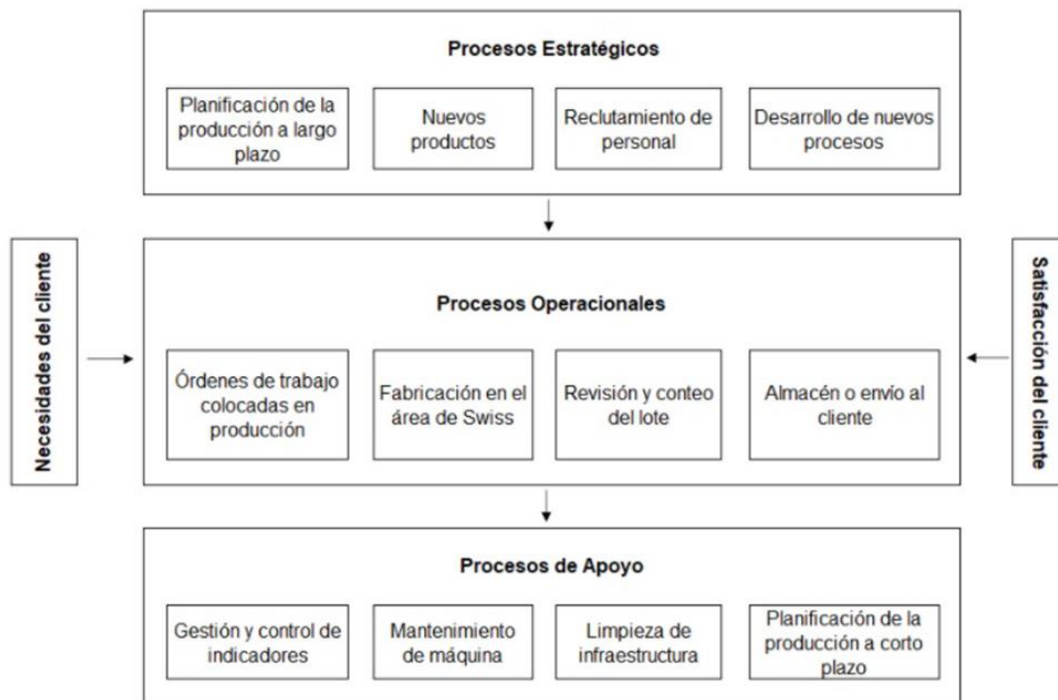 Procesos Estratégicos
Planificación de la
producción a largo
plazo
Nuevos
productos
Reclutamiento de
personal
Desarrollo de nuevos
procesos
Necesidades del cliente
Procesos Operacionales
Órdenes de trabajo
colocadas en
producción
Fabricación en el
área de Swiss
Revisión y conteo
del lote
Almacén o envío al
cliente
Satisfacción del cliente
Procesos de Apoyo
Gestión y control de
indicadores
Mantenimiento
de máquina
Limpieza de
infraestructura
Planificación de la
producción a corto
plazo